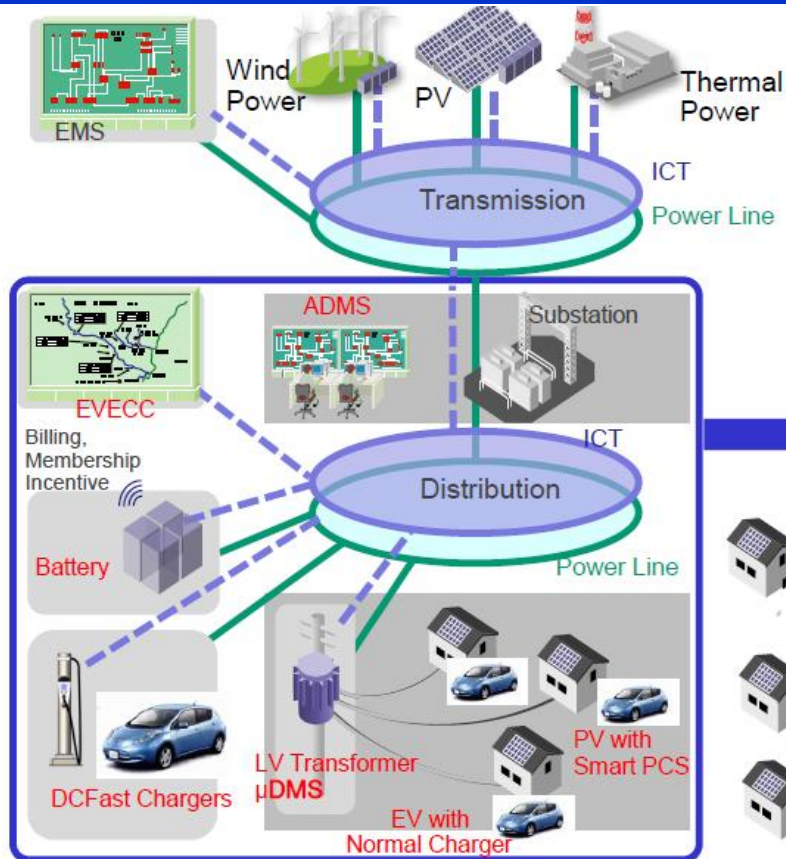 EMS
Wind
Power
PV
Thermal
Power
ICT
Transmission
Power Line
ADMS
Substation
EVECC
ICT
Billing,
Membership
Incentive
Distribution
Battery
Power Line
LV Transformer
µDMS
PV with
Smart PCS
DCFast Chargers
EV with
Normal Charger